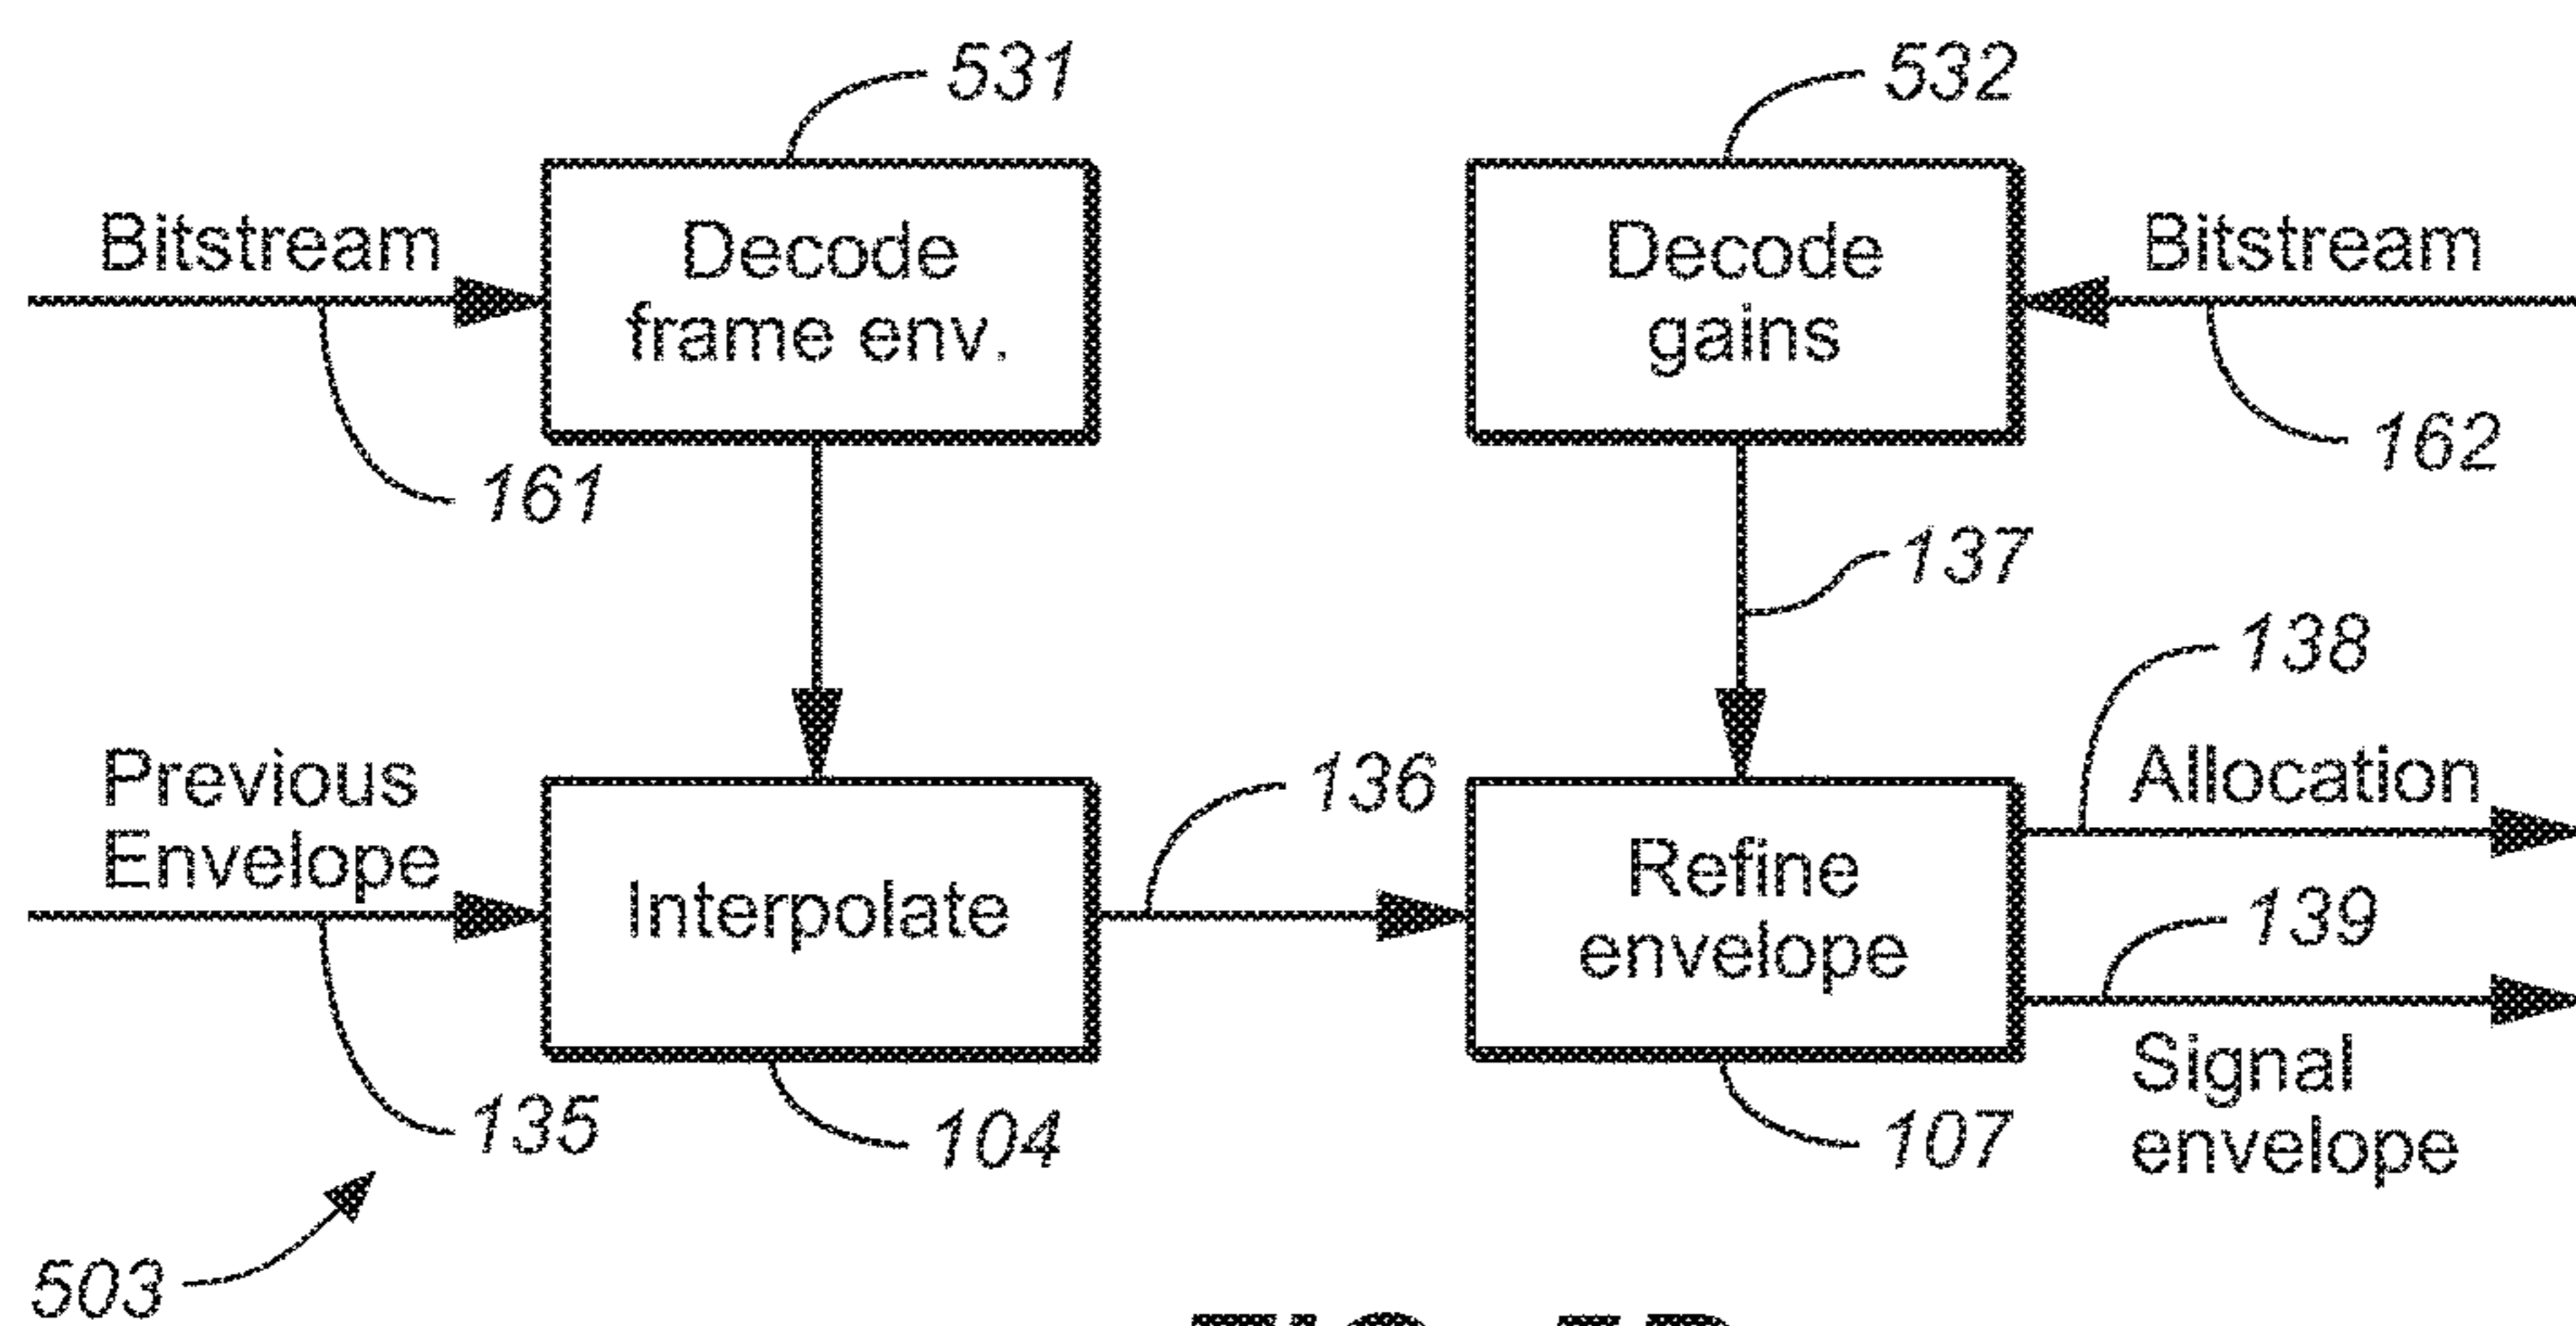 531
532
Bitstream
Decode
frame env.
Decode
gains
Bitstream
161
162
137
138
Previous
Envelope
Interpolate
136
Refine
envelope
Allocation
139
Signal
envelope
135
104
107
503